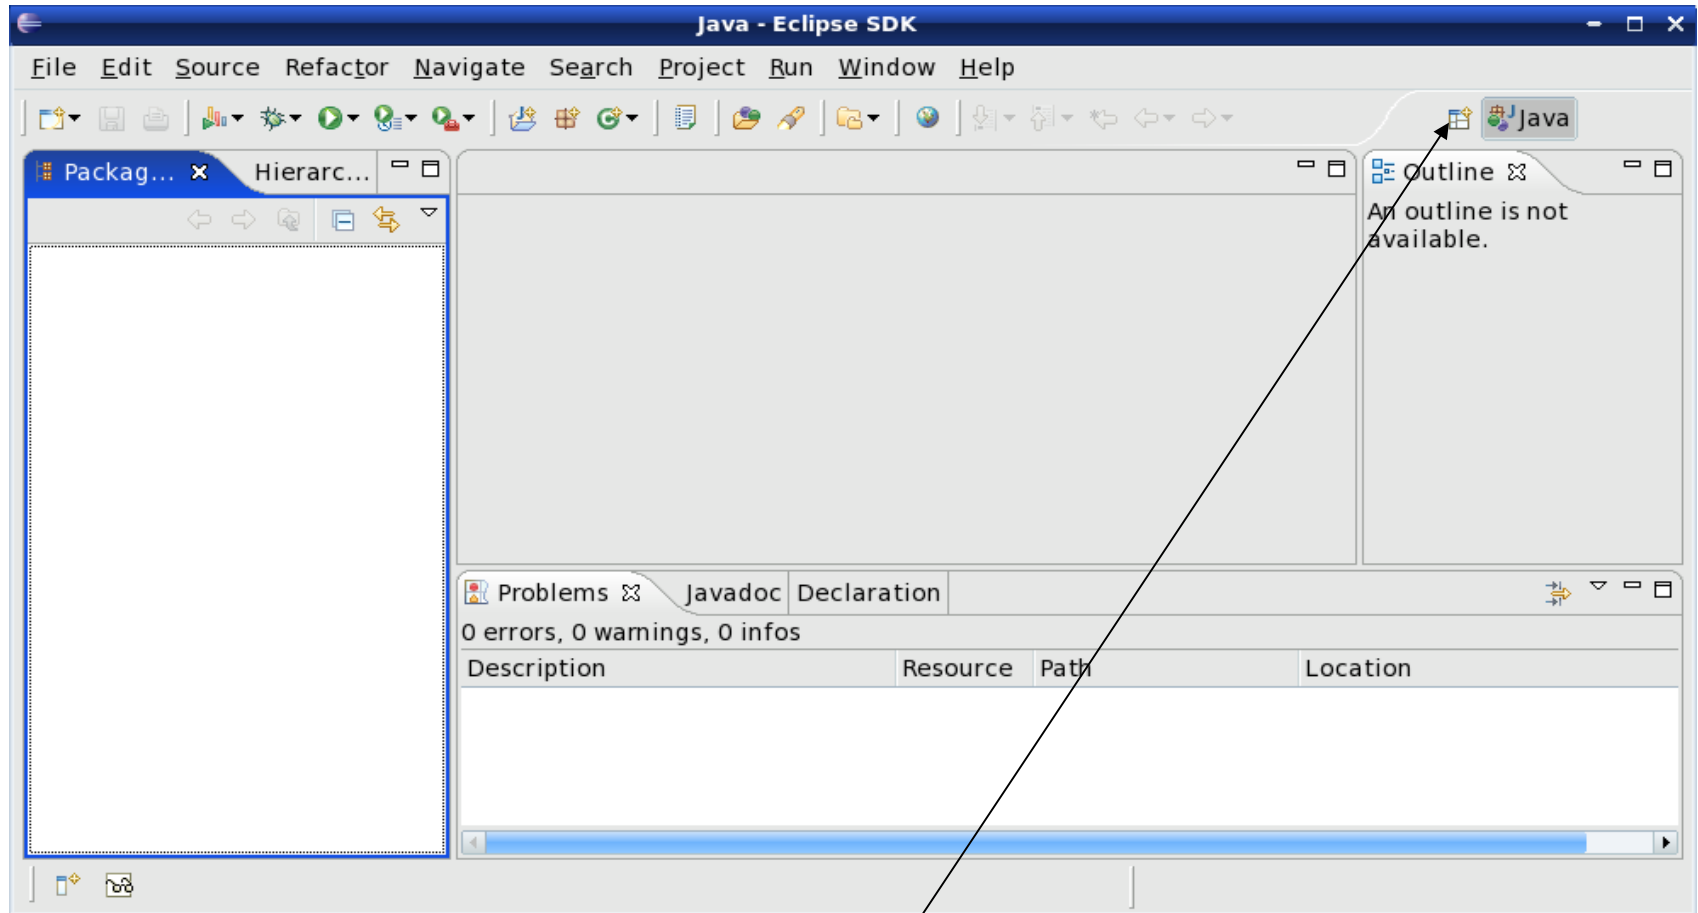 Java - Eclipse SDK
File Edit Source Refactor Navigate Search Project Run Window Help
Java
Packag... Hierarc...
Outline
An outline is not
available.
Problems Javadoc Declaration
0 errors, 0 warnings, 0 infos
Description Resource Path Location